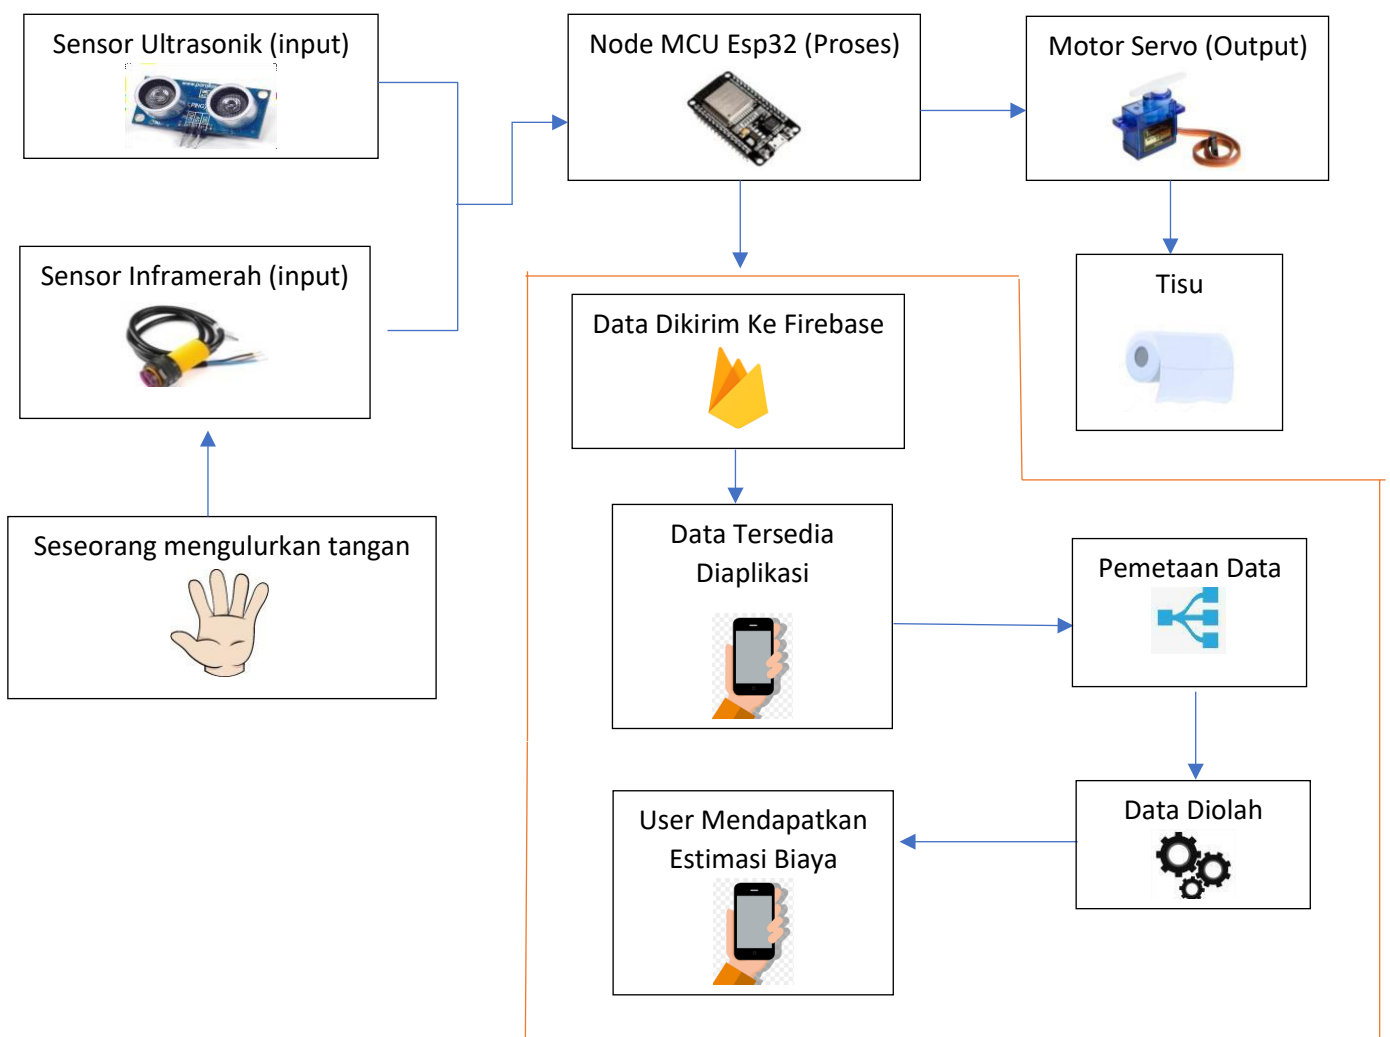 Sensor Ultrasonik (input)
Node MCU Esp32 (Proses)
Motor Servo (Output)
Sensor Inframerah (input)
Tisu
Data Dikirim Ke Firebase
Seseorang mengulurkan tangan
Data Tersedia
Diaplikasi
Pemetaan Data
User Mendapatkan
Estimasi Biaya
Data Diolah